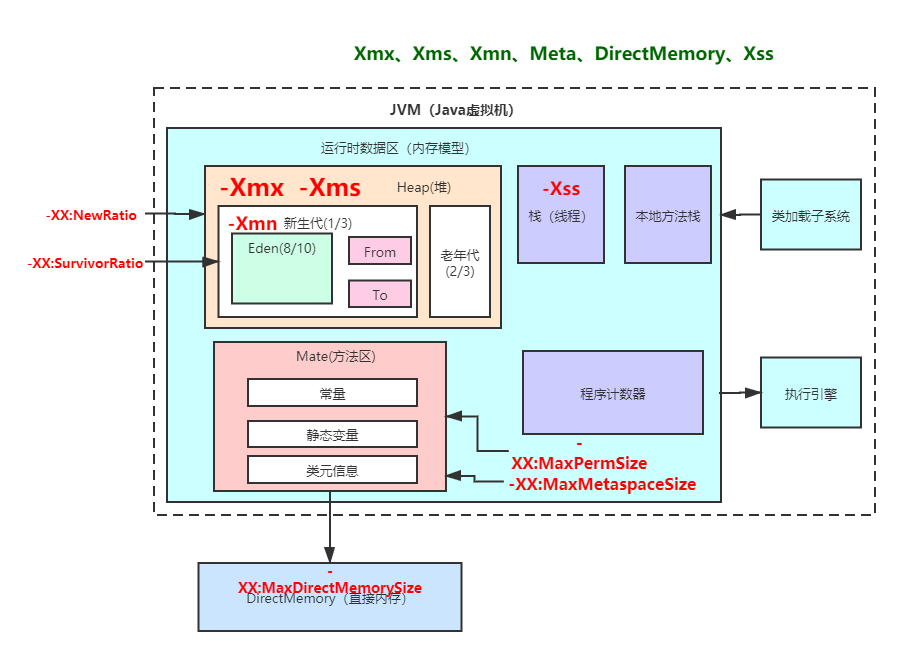 Xmx、Xms、Xmn、Meta、DirectMemory、Xss
JVM（Java虚拟机）
运行时数据区（内存模型）
-Xmx -Xms Heap(堆)
-Xmn 新生代(1/3)
Eden(8/10)
From
To
老年代
(2/3)
-Xss
栈（线程）
本地方法栈
类加载子系统
-XX:NewRatio
-XX:SurvivorRatio
Mate(方法区)
常量
静态变量
类元信息
程序计数器
执行引擎
-
XX:MaxPermSize
-XX:MaxMetaspaceSize
-
XX:MaxDirectMemorySize
DirectMemory（直接内存）